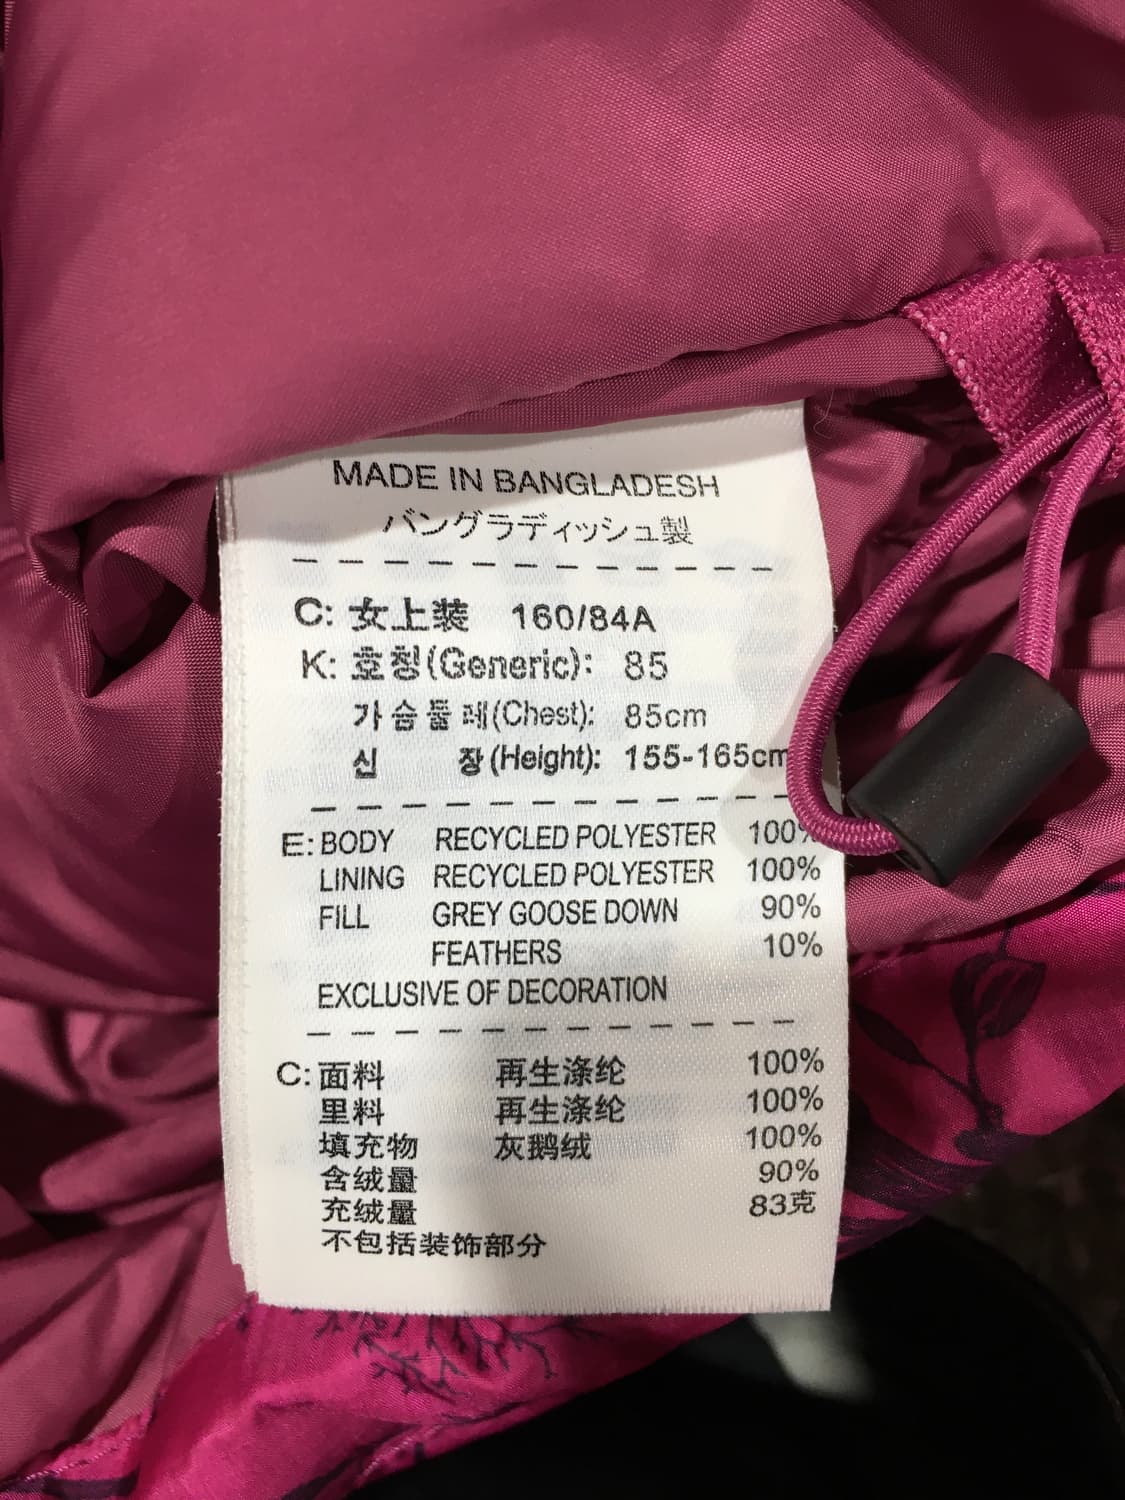 MADE IN BANGLADESH
バングラディッシュ製
C: 女上装 160/84A
K: 호칭(Generic): 85
가슴둘레(Chest): 85cm
신 장(Height): 155-165cm
E: BODY RECYCLED POLYESTER 100%
LINING RECYCLED POLYESTER 100%
FILL GREY GOOSE DOWN 90%
FEATHERS 10%
EXCLUSIVE OF DECORATION
C: 面料 再生涤纶 100%
里料 再生涤纶 100%
填充物 灰鹅绒 100%
含绒量 90%
充绒量 83克
不包括装饰部分